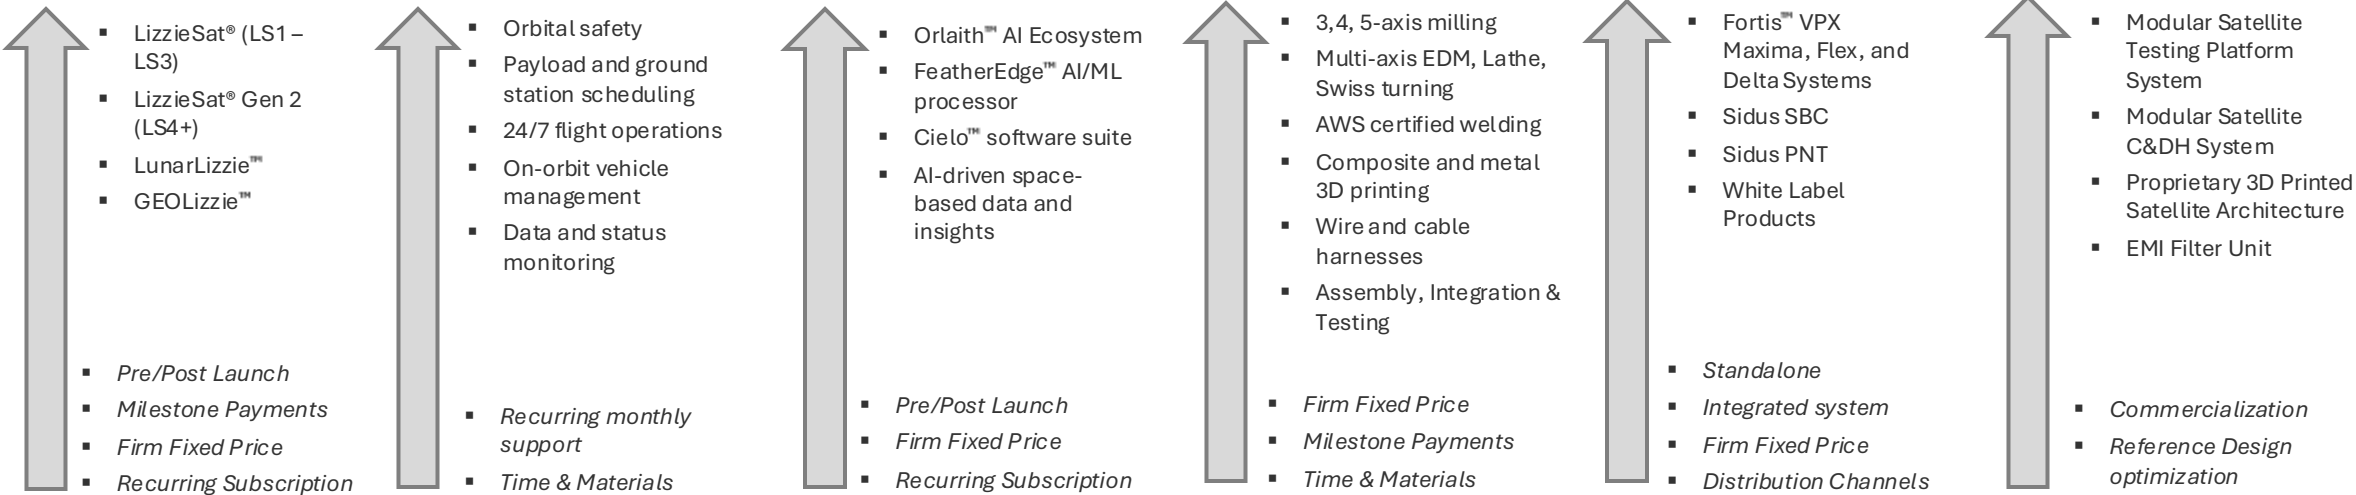 LizzieSat® (LS1 –
LS3)
LizzieSat® Gen 2
(LS4+)
LunarLizzie™
GEOLizzie™
Pre/Post Launch
Milestone Payments
Firm Fixed Price
Recurring Subscription
Orbital safety
Payload and ground
station scheduling
24/7 flight operations
On-orbit vehicle
management
Data and status
monitoring
Recurring monthly
support
Time & Materials
Orlaith™ AI Ecosystem
FeatherEdge™ AI/ML
processor
Cielo™ software suite
AI-driven space-
based data and
insights
Pre/Post Launch
Firm Fixed Price
Recurring Subscription
3,4, 5-axis milling
Multi-axis EDM, Lathe,
Swiss turning
AWS certified welding
Composite and metal
3D printing
Wire and cable
harnesses
Assembly, Integration &
Testing
Firm Fixed Price
Milestone Payments
Time & Materials
Fortis™ VPX
Maxima, Flex, and
Delta Systems
Sidus SBC
Sidus PNT
White Label
Products
Standalone
Integrated system
Firm Fixed Price
Distribution Channels
Modular Satellite
Testing Platform
System
Modular Satellite
C&DH System
Proprietary 3D Printed
Satellite Architecture
EMI Filter Unit
Commercialization
Reference Design
optimization